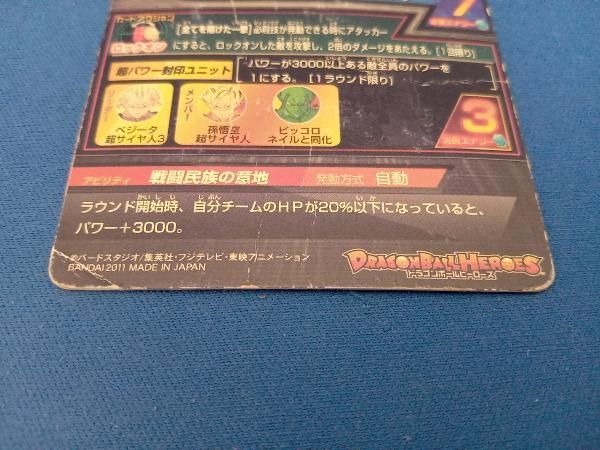 7
カードアクション
ロックオン
【全てを賭けた一撃】必殺技が発動できる時にアタッカー
にすると、ロックオンした敵を攻撃し、2倍のダメージをあたえる。[1回限り]
超パワー封印ユニット
パワーが3000以上ある敵全員のパワーを
1にする。[1ラウンド限り]
リーダー
ベジータ
超サイヤ人3
メンバー
孫悟空
超サイヤ人
ピッコロ
ネイルと同化
3
必要エナジー
アビリティ 戦闘民族の意地 発動方式 自動
ラウンド開始時、自分チームのHPが20%以下になっていると、
パワー+3000。
©バードスタジオ/集英社・フジテレビ・東映アニメーション
BANDAI 2011 MADE IN JAPAN
DRAGONBALL HEROES
ドラゴンボールヒーローズ